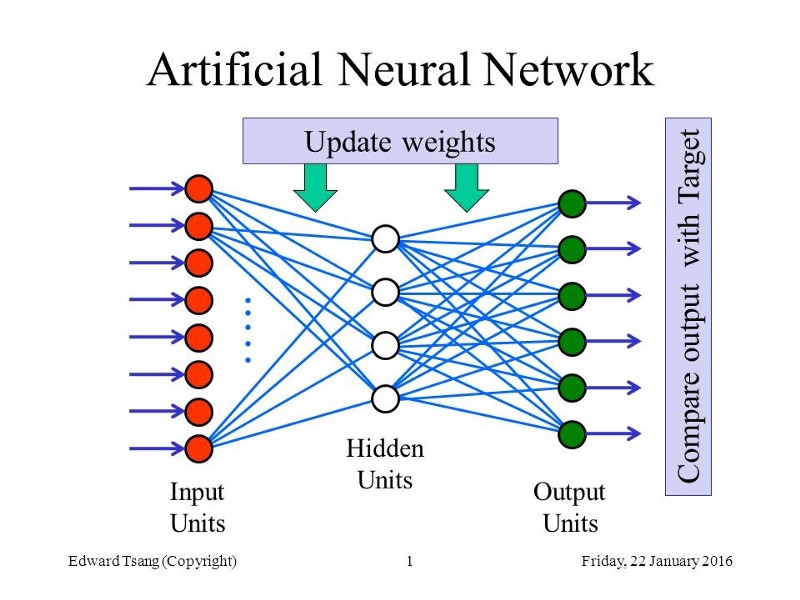 Artificial Neural Network
Update weights
Compare output with Target
Hidden
Units
Input
Units
Output
Units
Edward Tsang (Copyright)
1
Friday, 22 January 2016